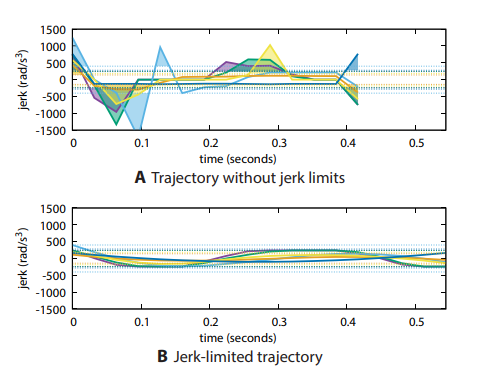 1500
1000
500
0
-500
-1000
-1500
jerk (rad/s³)
0 0.1 0.2 0.3 0.4 0.5
time (seconds)
A Trajectory without jerk limits
1500
1000
500
0
-500
-1000
-1500
jerk (rad/s³)
0 0.1 0.2 0.3 0.4 0.5
time (seconds)
B Jerk-limited trajectory